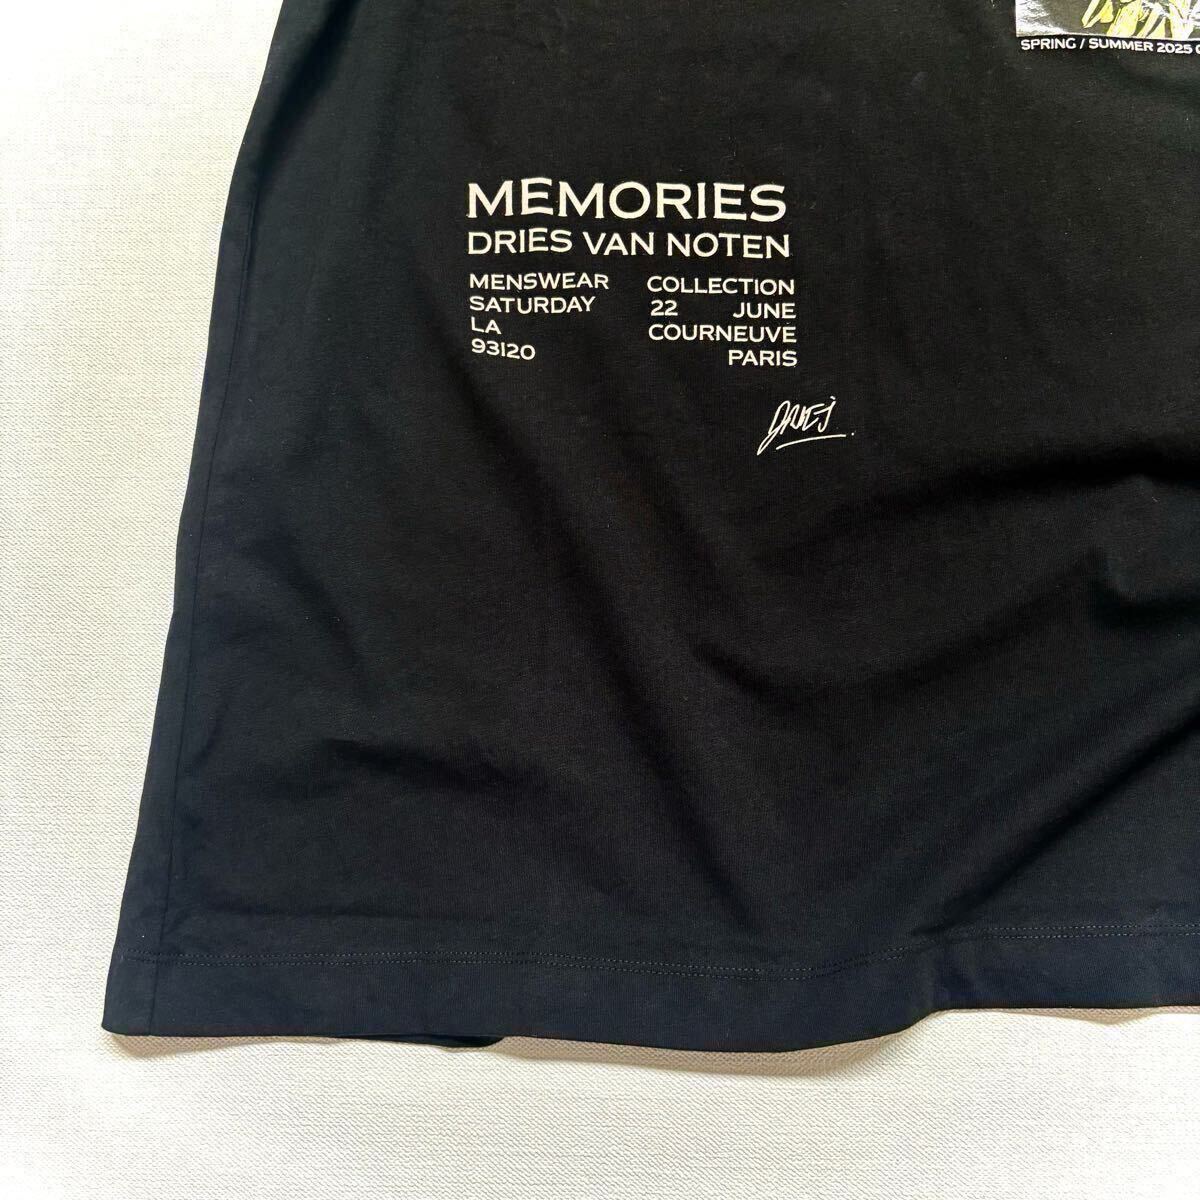 SPRING / SUMMER 2025
MEMORIES
DRIES VAN NOTEN
MENSWEAR COLLECTION
SATURDAY 22 JUNE
LA COURNEUVE
93120 PARIS